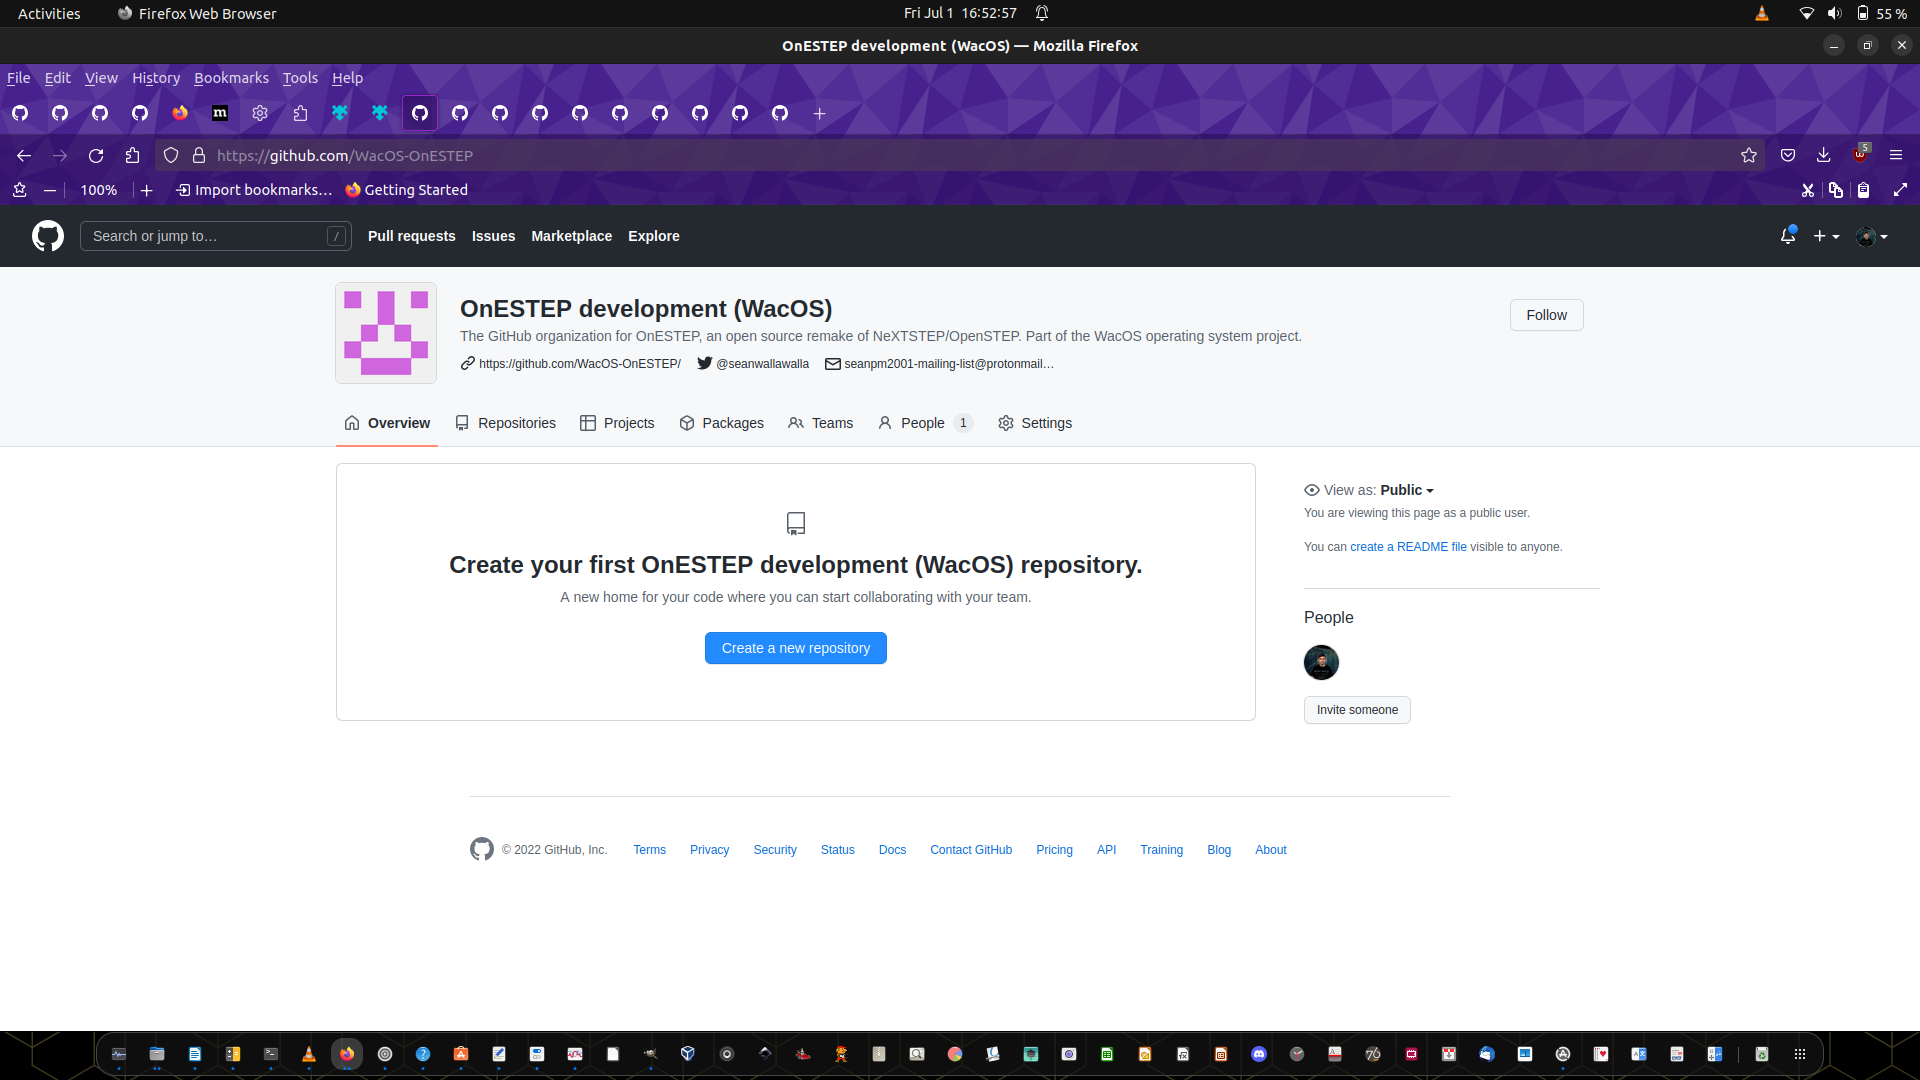 Activities
Firefox Web Browser
Fri Jul 1 16:52:57
55 %
OnESTEP development (WacOS) — Mozilla Firefox
File Edit View History Bookmarks Tools Help
m
https://github.com/WacOS-OnESTEP
5
100%
Import bookmarks…
Getting Started
Search or jump to…
/
Pull requests
Issues
Marketplace
Explore
OnESTEP development (WacOS)
The GitHub organization for OnESTEP, an open source remake of NeXTSTEP/OpenSTEP. Part of the WacOS operating system project.
https://github.com/WacOS-OnESTEP/
@seanwallawalla
seanpm2001-mailing-list@protonmail…
Follow
Overview
Repositories
Projects
Packages
Teams
People 1
Settings
Create your first OnESTEP development (WacOS) repository.
A new home for your code where you can start collaborating with your team.
Create a new repository
View as: Public
You are viewing this page as a public user.
You can create a README file visible to anyone.
People
Invite someone
© 2022 GitHub, Inc.
Terms
Privacy
Security
Status
Docs
Contact GitHub
Pricing
API
Training
Blog
About